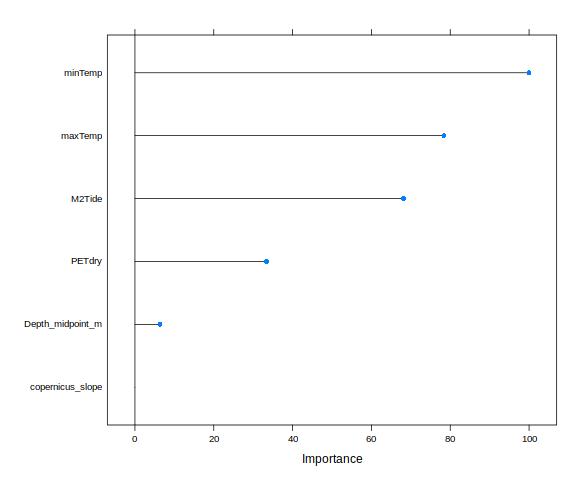 minTemp
maxTemp
M2Tide
PETdry
Depth_midpoint_m
copernicus_slope
0 20 40 60 80 100
Importance